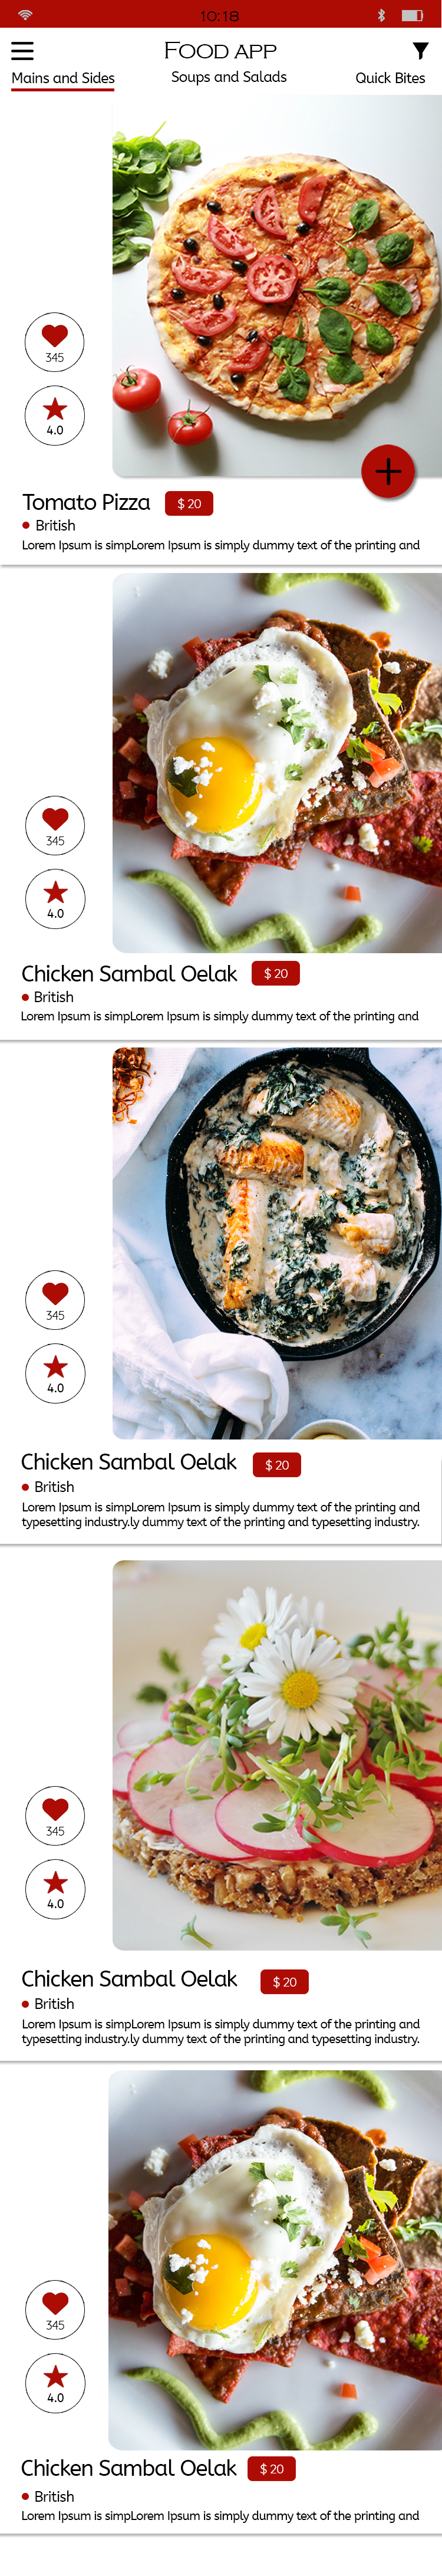 10:18
FOOD APP
Mains and Sides
Soups and Salads
Quick Bites
345
4.0
Tomato Pizza
$ 20
British
Lorem Ipsum is simpLorem Ipsum is simply dummy text of the printing and
345
4.0
Chicken Sambal Oelak
$ 20
British
Lorem Ipsum is simpLorem Ipsum is simply dummy text of the printing and
345
4.0
Chicken Sambal Oelak
$ 20
British
Lorem Ipsum is simpLorem Ipsum is simply dummy text of the printing and
typesetting industry.ly dummy text of the printing and typesetting industry.
345
4.0
Chicken Sambal Oelak
$ 20
British
Lorem Ipsum is simpLorem Ipsum is simply dummy text of the printing and
typesetting industry.ly dummy text of the printing and typesetting industry.
345
4.0
Chicken Sambal Oelak
$ 20
British
Lorem Ipsum is simpLorem Ipsum is simply dummy text of the printing and